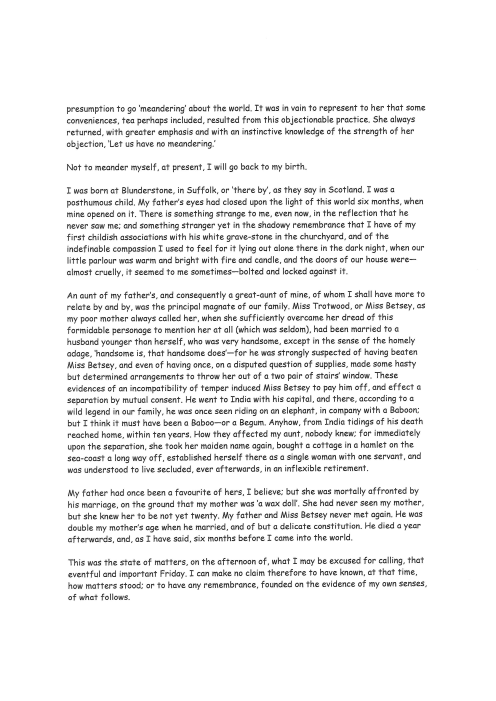 presumption to go 'meandering' about the world. It was in vain to represent to her that some
conveniences, tea perhaps included, resulted from this objectionable practice. She always
returned, with greater emphasis and with an instinctive knowledge of the strength of her
objection, 'Let us have no meandering.'
Not to meander myself, at present, I will go back to my birth.
I was born at Blunderstone, in Suffolk, or 'there by', as they say in Scotland. I was a
posthumous child. My father's eyes had closed upon the light of this world six months, when
mine opened on it. There is something strange to me, even now, in the reflection that he
never saw me; and something stranger yet in the shadowy remembrance that I have of my
first childish associations with his white grave-stone in the churchyard, and of the
indefinable compassion I used to feel for it lying out alone there in the dark night, when our
little parlour was warm and bright with fire and candle, and the doors of our house were—
almost cruelly, it seemed to me sometimes—bolted and locked against it.
An aunt of my father's, and consequently a great-aunt of mine, of whom I shall have more to
relate by and by, was the principal magnate of our family. Miss Trotwood, or Miss Betsey, as
my poor mother always called her, when she sufficiently overcame her dread of this
formidable personage to mention her at all (which was seldom), had been married to a
husband younger than herself, who was very handsome, except in the sense of the homely
adage, 'handsome is, that handsome does'—for he was strongly suspected of having beaten
Miss Betsey, and even of having once, on a disputed question of supplies, made some hasty
but determined arrangements to throw her out of a two pair of stairs' window. These
evidences of an incompatibility of temper induced Miss Betsey to pay him off, and effect a
separation by mutual consent. He went to India with his capital, and there, according to a
wild legend in our family, he was once seen riding on an elephant, in company with a Baboon;
but I think it must have been a Baboo—or a Begum. Anyhow, from India tidings of his death
reached home, within ten years. How they affected my aunt, nobody knew; for immediately
upon the separation, she took her maiden name again, bought a cottage in a hamlet on the
sea-coast a long way off, established herself there as a single woman with one servant, and
was understood to live secluded, ever afterwards, in an inflexible retirement.
My father had once been a favourite of hers, I believe; but she was mortally affronted by
his marriage, on the ground that my mother was 'a wax doll'. She had never seen my mother,
but she knew her to be not yet twenty. My father and Miss Betsey never met again. He was
double my mother's age when he married, and of but a delicate constitution. He died a year
afterwards, and, as I have said, six months before I came into the world.
This was the state of matters, on the afternoon of, what I may be excused for calling, that
eventful and important Friday. I can make no claim therefore to have known, at that time,
how matters stood; or to have any remembrance, founded on the evidence of my own senses,
of what follows.